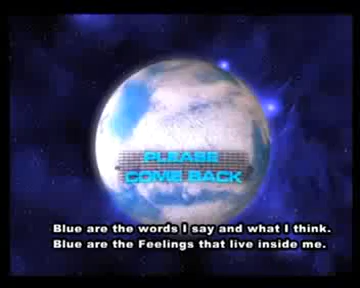 PLEASE
COME BACK
Blue are the words I say and what I think.
Blue are the Feelings that live inside me.